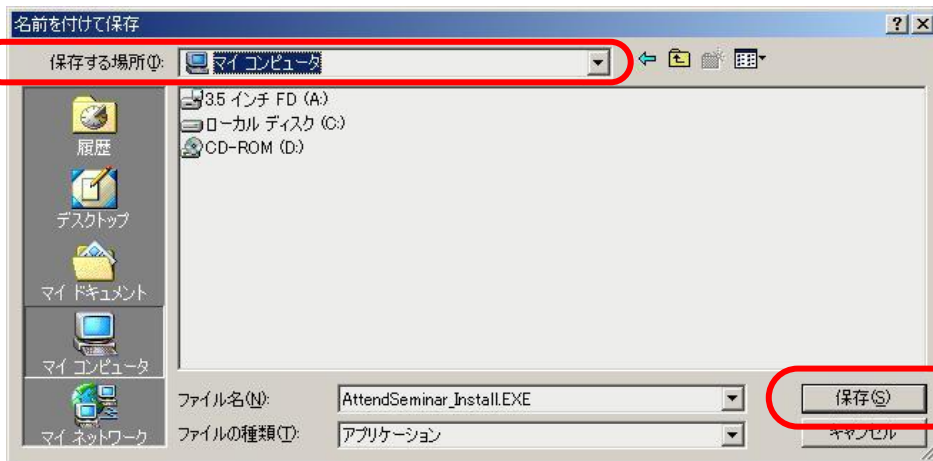 名前を付けて保存
保存する場所(I):
マイ コンピュータ
3.5 インチ FD (A:)
ローカル ディスク (C:)
CD-ROM (D:)
履歴
デスクトップ
マイ ドキュメント
マイ コンピュータ
マイ ネットワーク
ファイル名(N):
AttendSeminar_Install.EXE
保存(S)
ファイルの種類(T):
アプリケーション
キャンセル